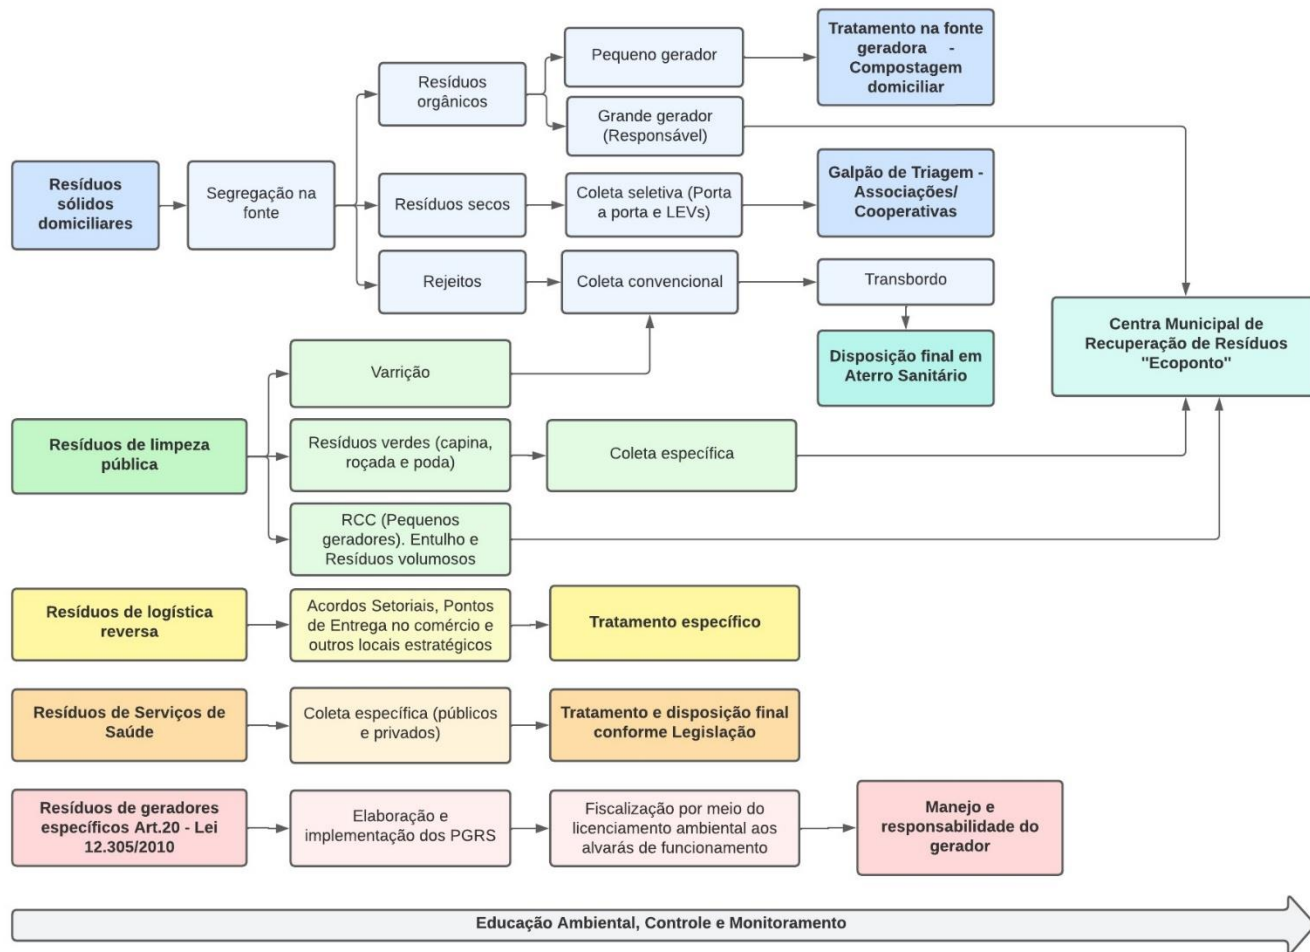 Resíduos
sólidos
domiciliares
Segregação na
fonte
Resíduos
orgânicos
Pequeno gerador
Tratamento na fonte
geradora -
Compostagem
domiciliar
Grande gerador
(Responsável)
Resíduos secos
Coleta seletiva (Porta
a porta e LEVs)
Galpão de Triagem -
Associações/
Cooperativas
Rejeitos
Coleta convencional
Transbordo
Disposição final em
Aterro Sanitário
Centra Municipal de
Recuperação de Resíduos
"Ecoponto"
Resíduos de limpeza
pública
Varrição
Resíduos verdes (capina,
roçada e poda)
Coleta específica
RCC (Pequenos
geradores). Entulho e
Resíduos volumosos
Resíduos de logística
reversa
Acordos Setoriais, Pontos
de Entrega no comércio e
outros locais estratégicos
Tratamento específico
Resíduos de Serviços de
Saúde
Coleta específica (públicos
e privados)
Tratamento e disposição final
conforme Legislação
Resíduos de geradores
específicos Art.20 - Lei
12.305/2010
Elaboração e
implementação dos PGRS
Fiscalização por meio do
licenciamento ambiental aos
alvarás de funcionamento
Manejo e
responsabilidade do
gerador
Educação Ambiental, Controle e Monitoramento